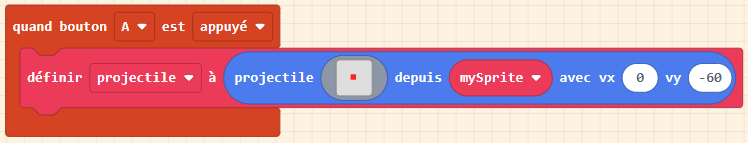 quand bouton A est appuyé
définir projectile à projectile depuis mySprite avec vx 0 vy -60